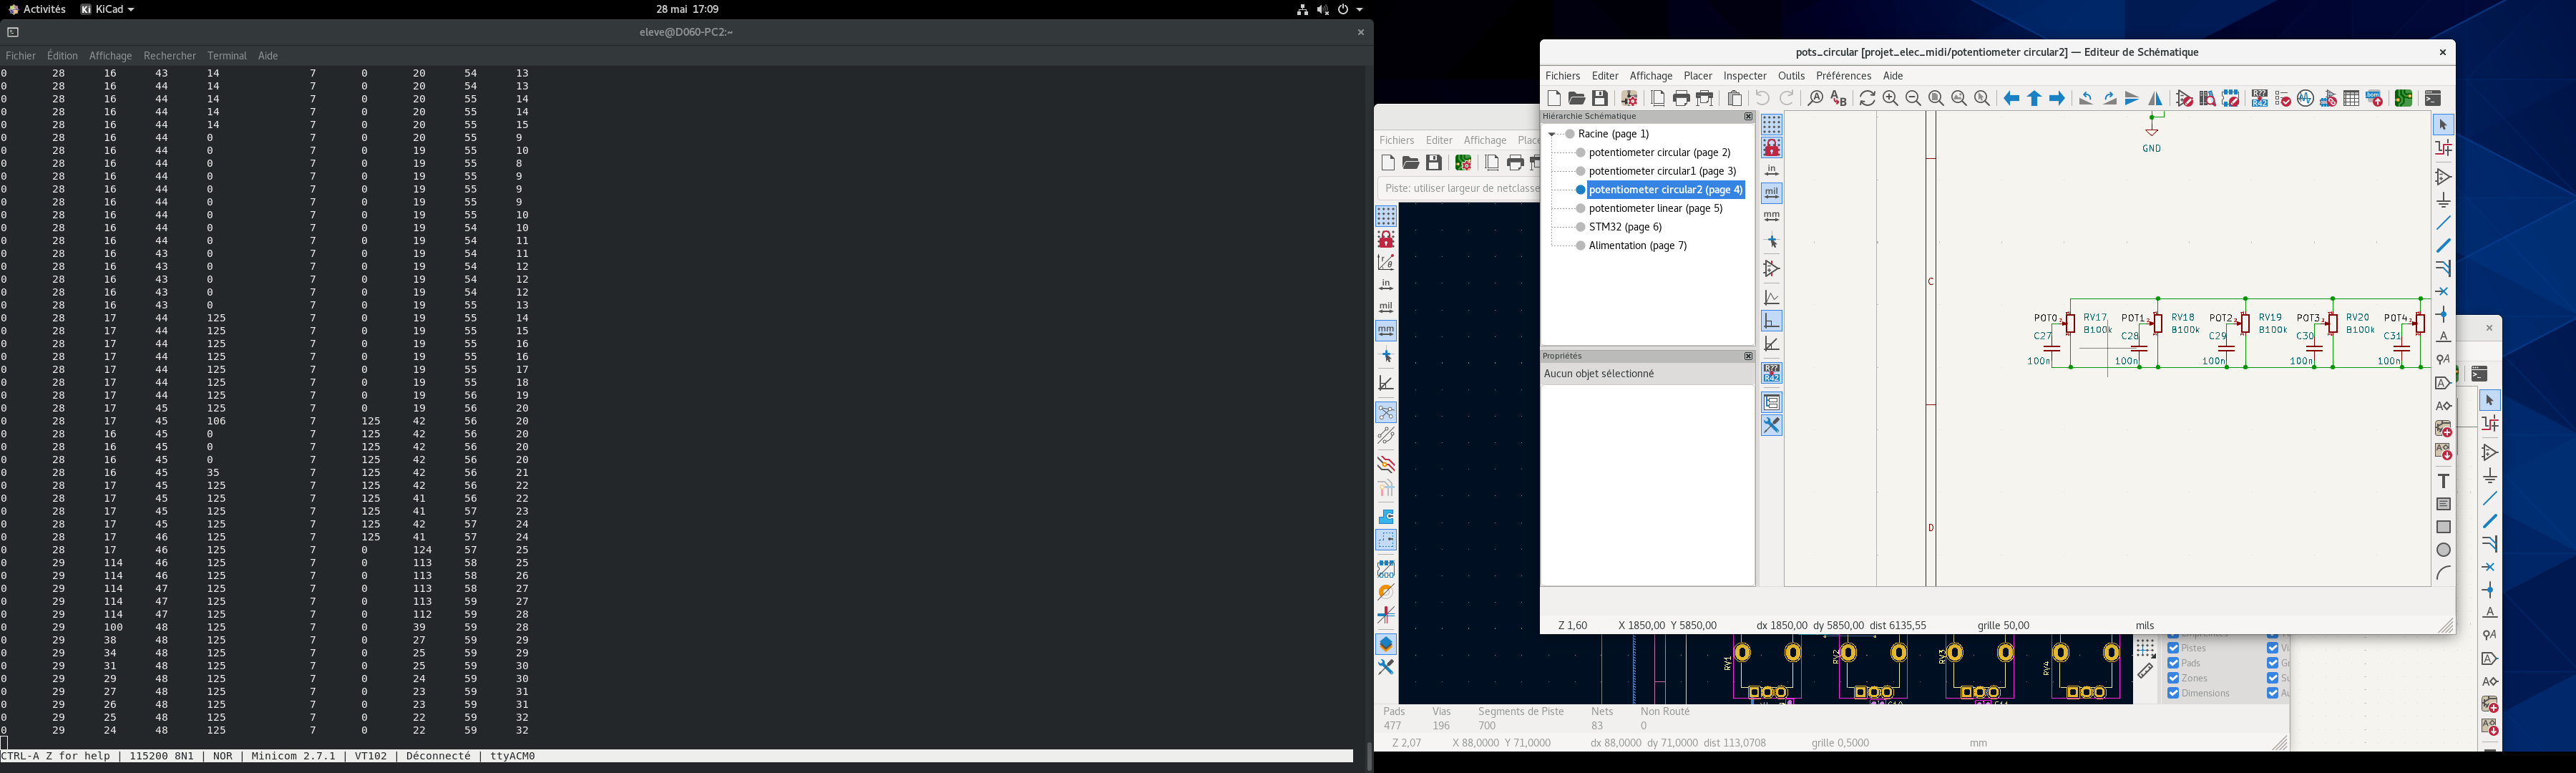 Activités KiCad 28 mai 17:09
eleve@D060-PC2:~
Fichier Édition Affichage Rechercher Terminal Aide
0 28 16 43 14 7 0 20 54 13
0 28 16 44 14 7 0 20 54 13
0 28 16 44 14 7 0 20 55 14
0 28 16 44 14 7 0 20 55 14
0 28 16 44 14 7 0 20 55 15
0 28 16 44 0 7 0 20 55 9
0 28 16 44 0 7 0 19 55 10
0 28 16 44 0 7 0 19 55 8
0 28 16 44 0 7 0 19 55 9
0 28 16 44 0 7 0 19 55 9
0 28 16 44 0 7 0 19 55 9
0 28 16 44 0 7 0 19 55 10
0 28 16 44 0 7 0 19 54 10
0 28 16 44 0 7 0 19 54 11
0 28 16 43 0 7 0 19 54 11
0 28 16 43 0 7 0 19 54 12
0 28 16 43 0 7 0 19 54 12
0 28 16 43 0 7 0 19 54 12
0 28 16 43 0 7 0 19 55 13
0 28 17 44 125 7 0 19 55 14
0 28 17 44 125 7 0 19 55 15
0 28 17 44 125 7 0 19 55 16
0 28 17 44 125 7 0 19 55 16
0 28 17 44 125 7 0 19 55 17
0 28 17 44 125 7 0 19 55 18
0 28 17 44 125 7 0 19 56 19
0 28 17 45 125 7 0 19 56 20
0 28 17 45 106 7 125 42 56 20
0 28 16 45 0 7 125 42 56 20
0 28 16 45 0 7 125 42 56 20
0 28 16 45 0 7 125 42 56 20
0 28 16 45 35 7 125 42 56 21
0 28 17 45 125 7 125 42 56 22
0 28 17 45 125 7 125 41 56 22
0 28 17 45 125 7 125 41 57 23
0 28 17 45 125 7 125 42 57 24
0 28 17 46 125 7 125 41 57 24
0 28 17 46 125 7 0 124 57 25
0 29 114 46 125 7 0 113 58 25
0 29 114 46 125 7 0 113 58 26
0 29 114 47 125 7 0 113 58 27
0 29 114 47 125 7 0 113 59 27
0 29 114 47 125 7 0 112 59 28
0 29 100 48 125 7 0 39 59 28
0 29 38 48 125 7 0 27 59 29
0 29 34 48 125 7 0 25 59 29
0 29 31 48 125 7 0 25 59 30
0 29 29 48 125 7 0 24 59 30
0 29 27 48 125 7 0 23 59 31
0 29 26 48 125 7 0 23 59 31
0 29 25 48 125 7 0 22 59 32
0 29 24 48 125 7 0 22 59 32
CTRL-A Z for help | 115200 8N1 | NOR | Minicom 2.7.1 | VT102 | Déconnecté | ttyACM0
Fichiers Editer Affichage
Piste: utiliser largeur de netclasse
in
mil
mm
pots_circular [projet_elec_midi/potentiometer circular2] — Editeur de Schématique
Fichiers Editer Affichage Placer Inspecter Outils Préférences Aide
Hiérarchie Schématique
Racine (page 1)
potentiometer circular (page 2)
potentiometer circular1 (page 3)
potentiometer circular2 (page 4)
potentiometer linear (page 5)
STM32 (page 6)
Alimentation (page 7)
Propriétés
Aucun objet sélectionné
in
mil
mm
GND
C
D
POT0 RV17 POT1 RV18 POT2 RV19 POT3 RV20 POT4
B100k B100k B100k B100k
C27 C28 C29 C30 C31
100n 100n 100n 100n 100n
Z 1,60 X 1850,00 Y 5850,00 dx 1850,00 dy 5850,00 dist 6135,55 grille 50,00 mils
RV1 RV2 RV3 RV4
Pistes
Pads
Zones
Dimensions
Pads Vias Segments de Piste Nets Non Routé
477 196 700 83 0
Z 2,07 X 88,0000 Y 71,0000 dx 88,0000 dy 71,0000 dist 113,0708 grille 0,5000 mm